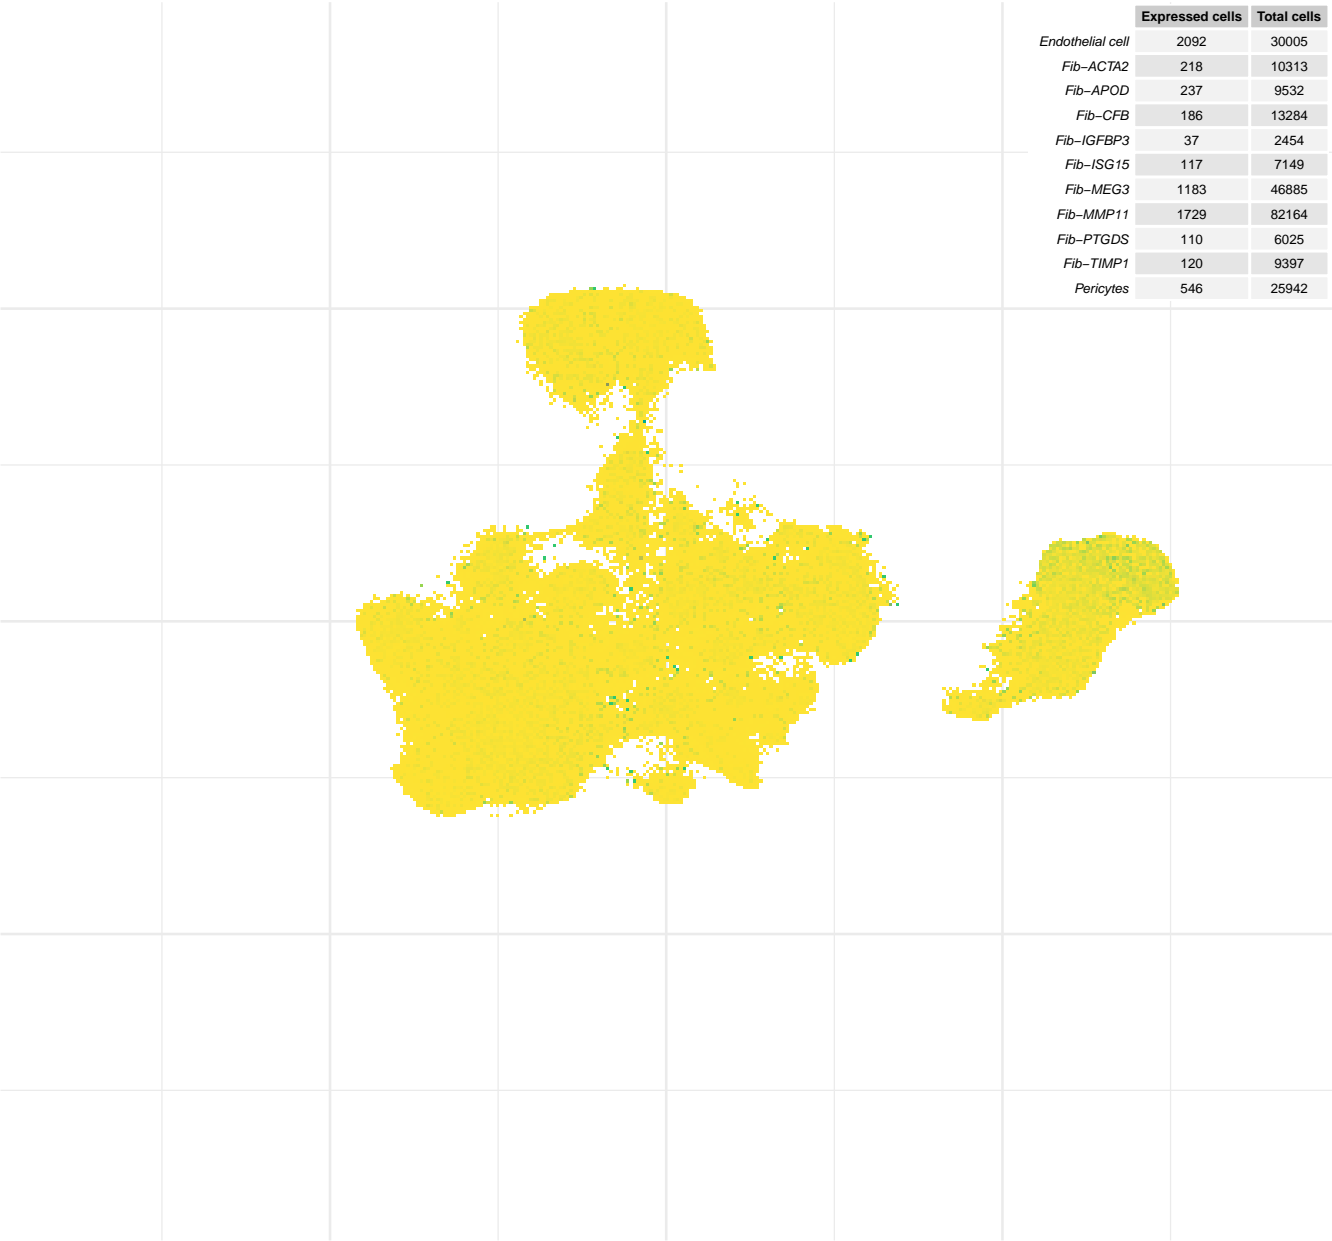 Expressed cells Total cells
Endothelial cell 2092 30005
Fib−ACTA2 218 10313
Fib−APOD 237 9532
Fib−CFB 186 13284
Fib−IGFBP3 37 2454
Fib−ISG15 117 7149
Fib−MEG3 1183 46885
Fib−MMP11 1729 82164
Fib−PTGDS 110 6025
Fib−TIMP1 120 9397
Pericytes 546 25942